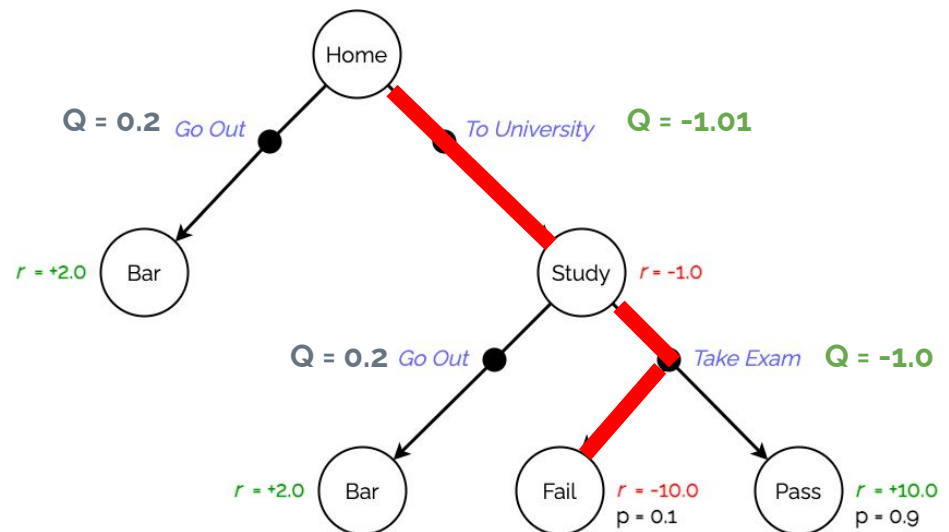 Home
Q = 0.2 Go Out To University Q = -1.01
r = +2.0 Bar Study r = -1.0
Q = 0.2 Go Out Take Exam Q = -1.0
r = +2.0 Bar Fail r = -10.0 Pass r = +10.0
p = 0.1 p = 0.9